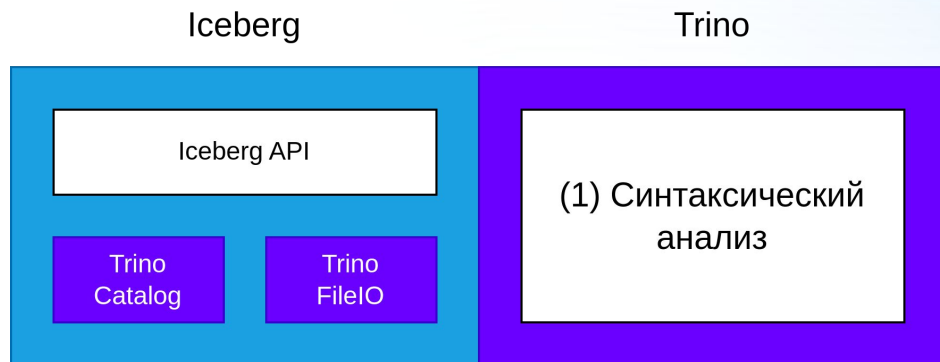 Iceberg
Trino
Iceberg API
Trino
Catalog
Trino
FileIO
(1) Синтаксический
анализ